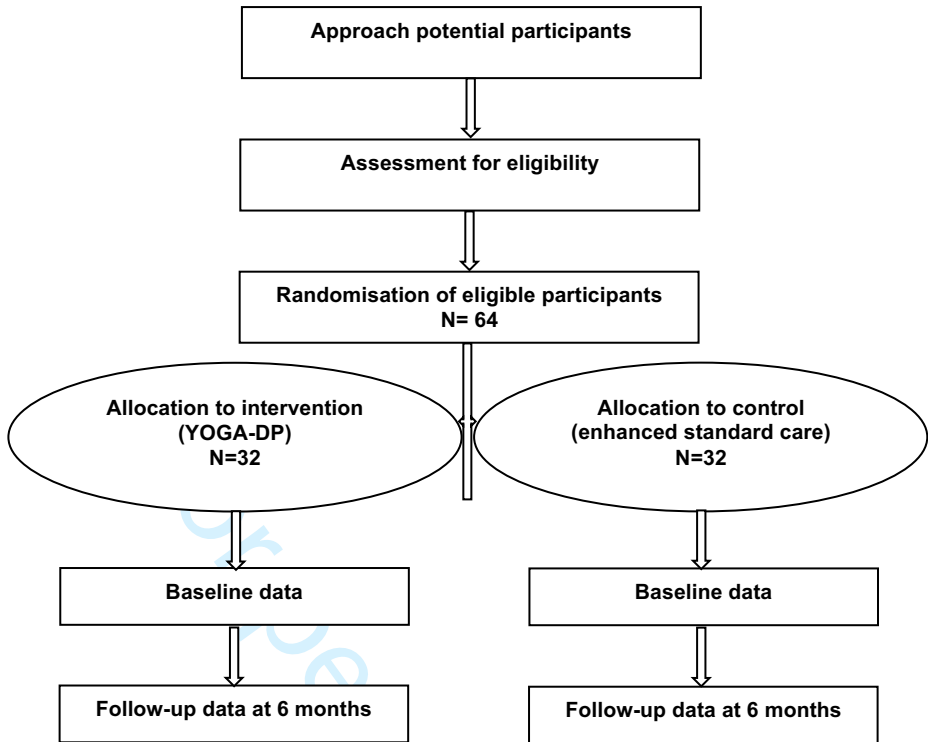 Approach potential participants
Assessment for eligibility
Randomisation of eligible participants
N= 64
Allocation to intervention
(YOGA-DP)
N=32
Allocation to control
(enhanced standard care)
N=32
Baseline data
Baseline data
Follow-up data at 6 months
Follow-up data at 6 months